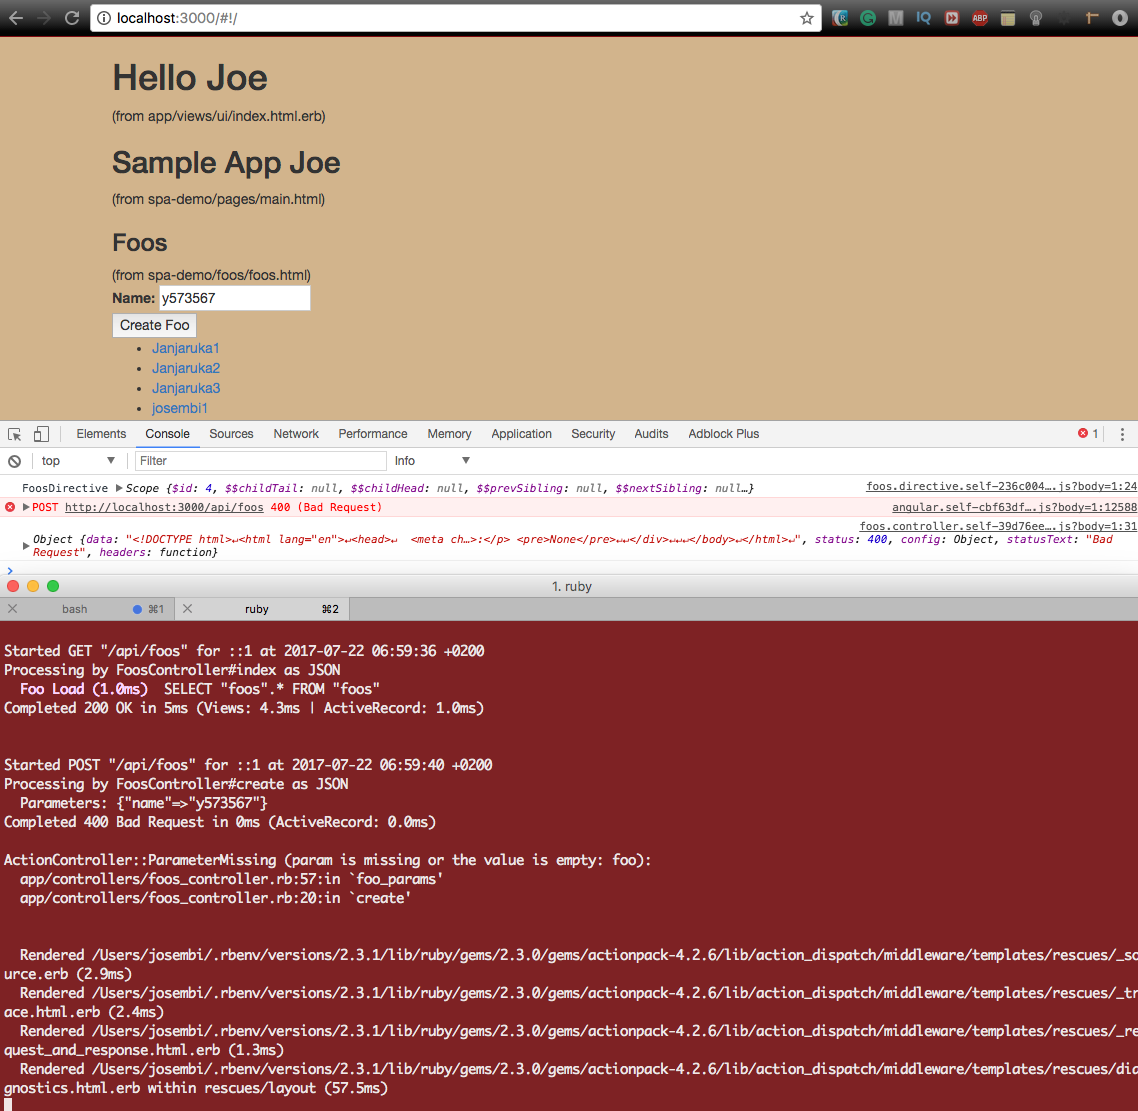 localhost:3000/#!/
IQ
ABP
Hello Joe
(from app/views/ui/index.html.erb)
Sample App Joe
(from spa-demo/pages/main.html)
Foos
(from spa-demo/foos/foos.html)
Name: y573567
Create Foo
• Janjaruka1
• Janjaruka2
• Janjaruka3
• josembi1
Elements Console Sources Network Performance Memory Application Security Audits Adblock Plus 1
top Filter Info
FoosDirective ▶Scope {$id: 4, $$childTail: null, $$childHead: null, $$prevSibling: null, $$nextSibling: null…} foos.directive.self-236c004….js?body=1:24
▶POST http://localhost:3000/api/foos 400 (Bad Request) angular.self-cbf63df….js?body=1:12588
foos.controller.self-39d76ee….js?body=1:31
Object {data: "<!DOCTYPE html>↵<html lang="en">↵<head>↵  <meta ch…>:</p> <pre>None</pre>↵↵</div>↵↵↵</body>↵</html>↵", status: 400, config: Object, statusText: "Bad
Request", headers: function}
1. ruby
bash ⌘1 ruby ⌘2
Started GET "/api/foos" for ::1 at 2017-07-22 06:59:36 +0200
Processing by FoosController#index as JSON
Foo Load (1.0ms)  SELECT "foos".* FROM "foos"
Completed 200 OK in 5ms (Views: 4.3ms | ActiveRecord: 1.0ms)
Started POST "/api/foos" for ::1 at 2017-07-22 06:59:40 +0200
Processing by FoosController#create as JSON
Parameters: {"name"=>"y573567"}
Completed 400 Bad Request in 0ms (ActiveRecord: 0.0ms)
ActionController::ParameterMissing (param is missing or the value is empty: foo):
app/controllers/foos_controller.rb:57:in `foo_params'
app/controllers/foos_controller.rb:20:in `create'
Rendered /Users/josembi/.rbenv/versions/2.3.1/lib/ruby/gems/2.3.0/gems/actionpack-4.2.6/lib/action_dispatch/middleware/templates/rescues/_so
urce.erb (2.9ms)
Rendered /Users/josembi/.rbenv/versions/2.3.1/lib/ruby/gems/2.3.0/gems/actionpack-4.2.6/lib/action_dispatch/middleware/templates/rescues/_tr
ace.html.erb (2.4ms)
Rendered /Users/josembi/.rbenv/versions/2.3.1/lib/ruby/gems/2.3.0/gems/actionpack-4.2.6/lib/action_dispatch/middleware/templates/rescues/_re
quest_and_response.html.erb (1.3ms)
Rendered /Users/josembi/.rbenv/versions/2.3.1/lib/ruby/gems/2.3.0/gems/actionpack-4.2.6/lib/action_dispatch/middleware/templates/rescues/dia
gnostics.html.erb within rescues/layout (57.5ms)